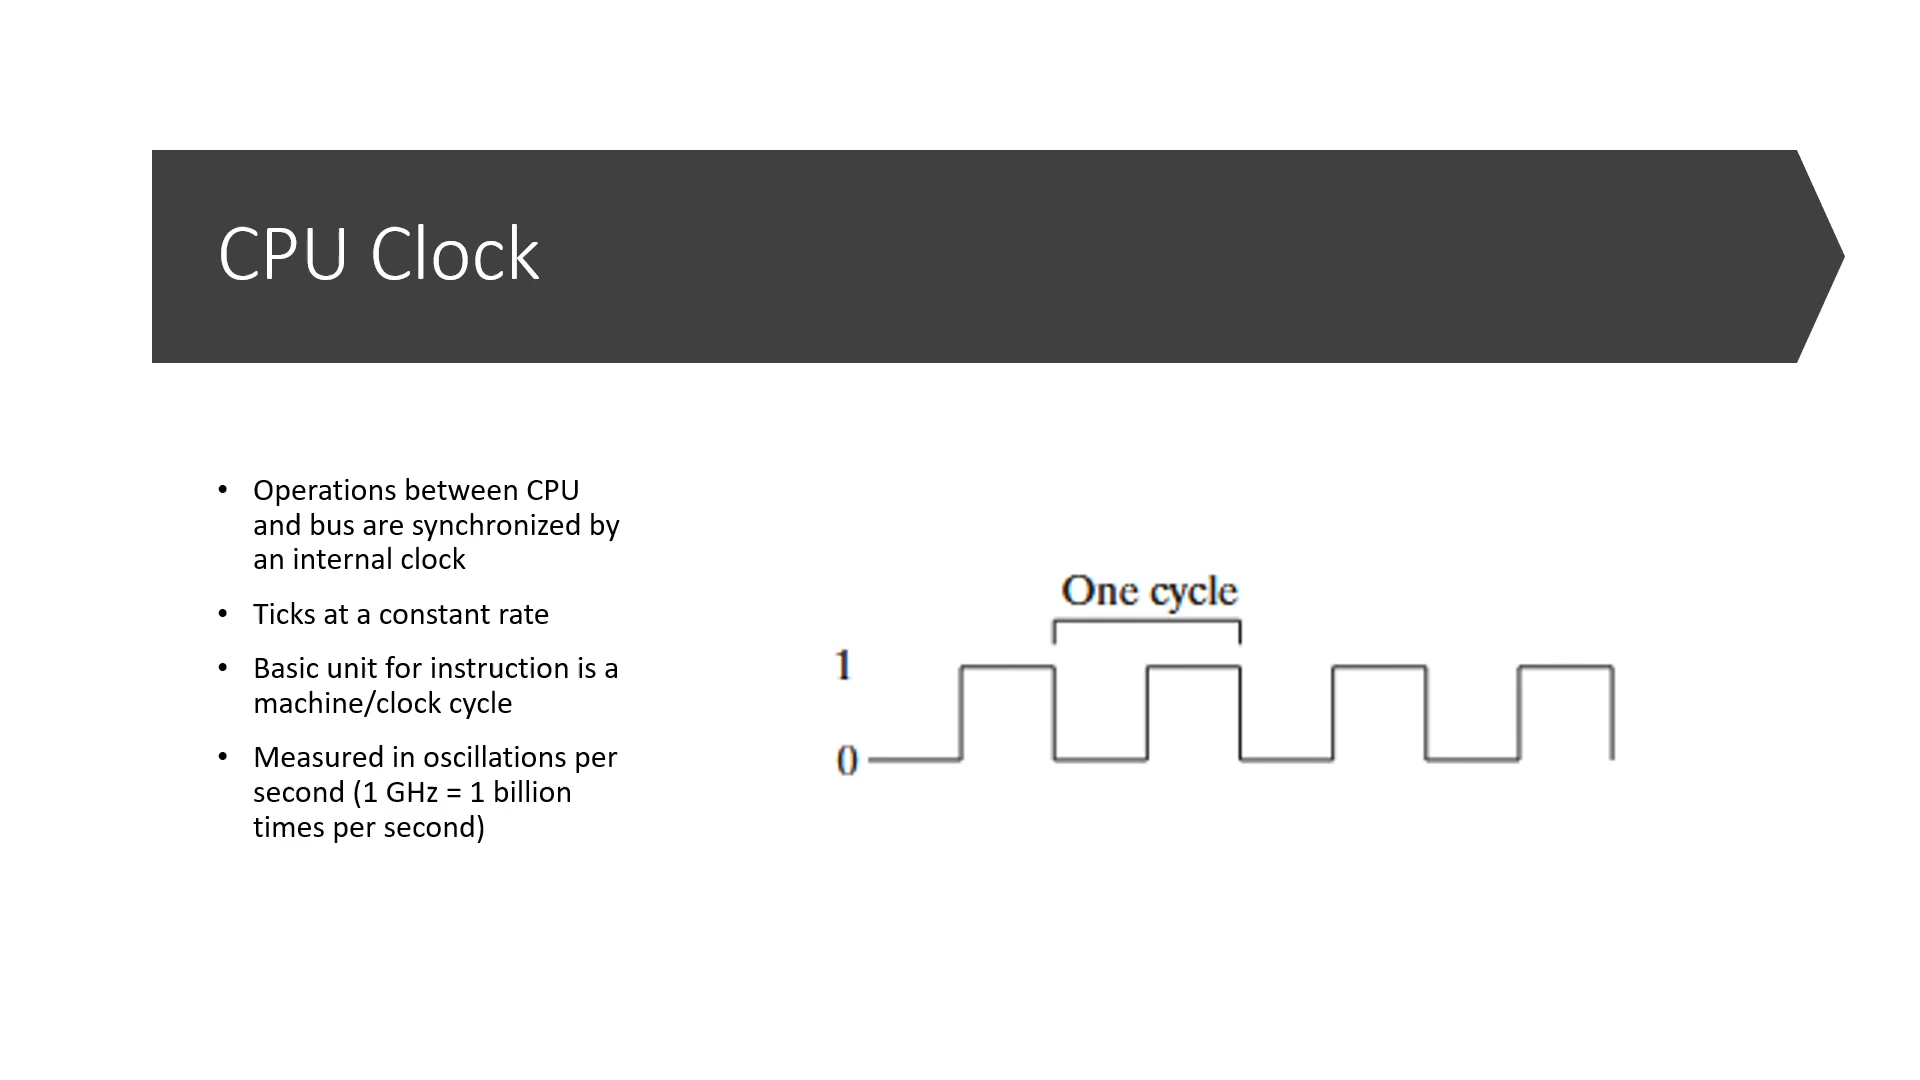 CPU Clock
• Operations between CPU
and bus are synchronized by
an internal clock
• Ticks at a constant rate
• Basic unit for instruction is a
machine/clock cycle
• Measured in oscillations per
second (1 GHz = 1 billion
times per second)
One cycle
1
0